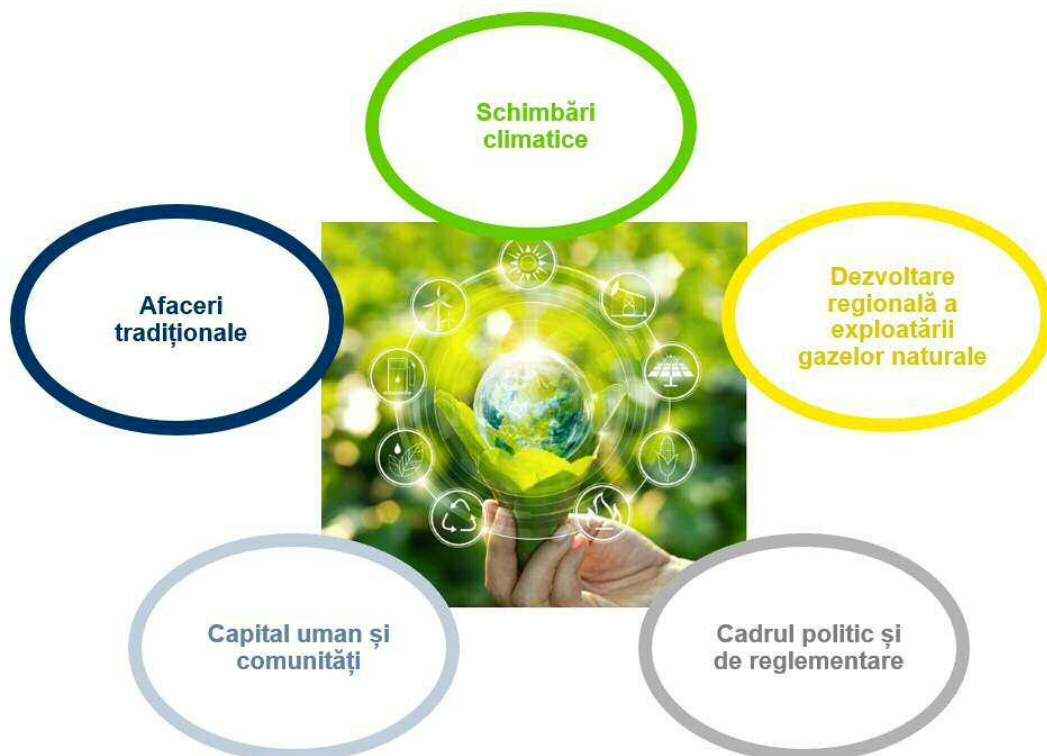 Schimbări
climatice
Afaceri
tradiționale
Dezvoltare
regională a
exploatării
gazelor naturale
Capital uman și
comunități
Cadrul politic și
de reglementare